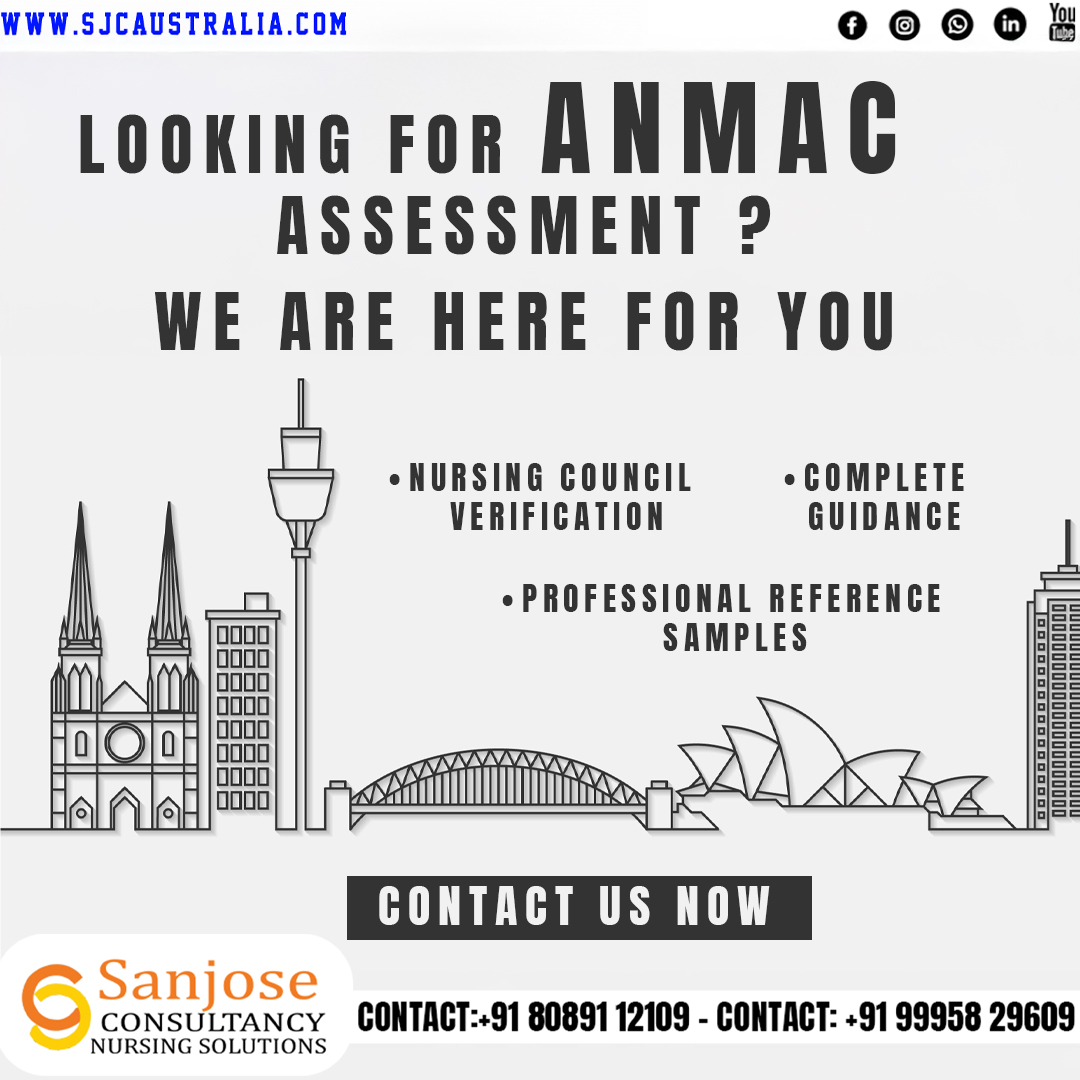 WWW.SJCAUSTRALIA.COM
You
Tube
LOOKING FOR ANMAC
ASSESSMENT ?
WE ARE HERE FOR YOU
•NURSING COUNCIL
VERIFICATION
•COMPLETE
GUIDANCE
•PROFESSIONAL REFERENCE
SAMPLES
CONTACT US NOW
Sanjose
CONSULTANCY
NURSING SOLUTIONS
CONTACT:+91 80891 12109 - CONTACT: +91 99958 29609